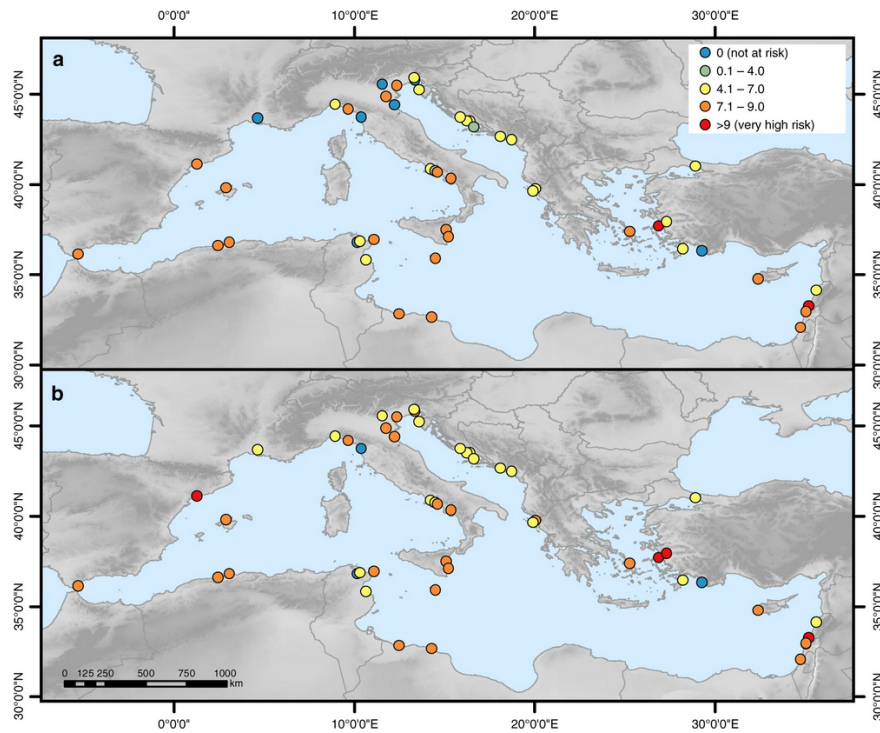 0°0'0" 10°0'0"E 20°0'0"E 30°0'0"E
a
0 (not at risk)
0.1 – 4.0
4.1 – 7.0
7.1 – 9.0
>9 (very high risk)
45°0'0"N 45°0'0"N
40°0'0"N 40°0'0"N
35°0'0"N 35°0'0"N
30°0'0"N 30°0'0"N
b
45°0'0"N 45°0'0"N
40°0'0"N 40°0'0"N
35°0'0"N 35°0'0"N
0 125 250 500 750 1000
km
30°0'0"N 30°0'0"N
0°0'0" 10°0'0"E 20°0'0"E 30°0'0"E